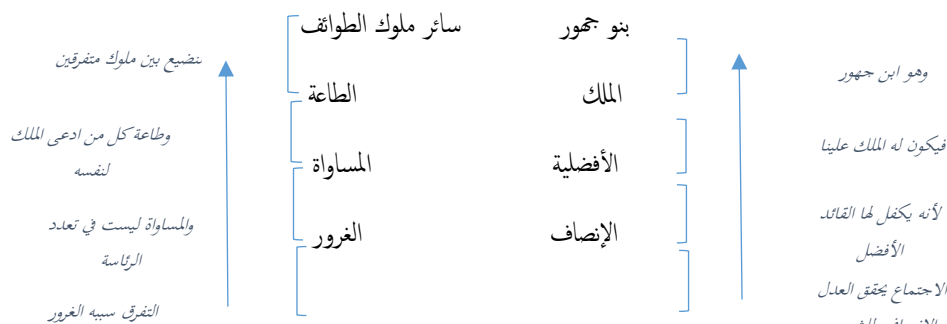 بنو جهور سائر ملوك الطوائف
وهو ابن جهور
الملك الطاعة
فيكون له الملك علينا
الأفضلية المساواة
لأنه يكفل لها القائد
الأفضل
الإنصاف الغرور
الاجتماع يحقق العدل
بين ملوك متفرقين
وطاعة كل من ادعى الملك
لنفسه
والمساواة ليست في تعدد
الرئاسة
التفرق سببه الغرور